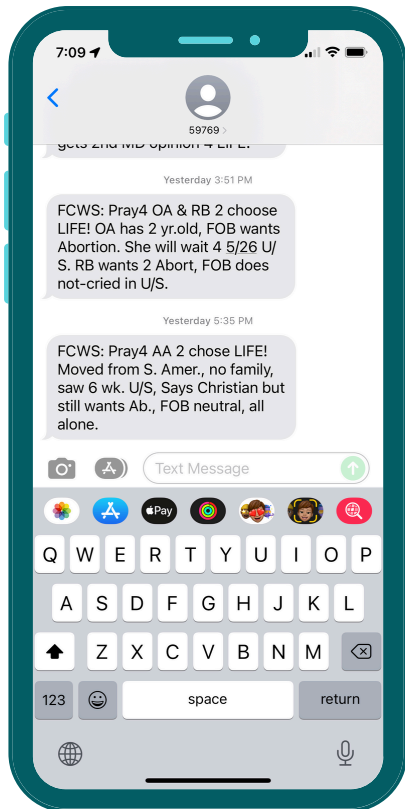 7:09
59769
gets 2nd MD opinion 4 LIFE.
Yesterday 3:51 PM
FCWS: Pray4 OA & RB 2 choose
LIFE! OA has 2 yr.old, FOB wants
Abortion. She will wait 4 5/26 U/
S. RB wants 2 Abort, FOB does
not-cried in U/S.
Yesterday 5:35 PM
FCWS: Pray4 AA 2 chose LIFE!
Moved from S. Amer., no family,
saw 6 wk. U/S, Says Christian but
still wants Ab., FOB neutral, all
alone.
Text Message
Pay
Q W E R T Y U I O P
A S D F G H J K L
Z X C V B N M
123 space return